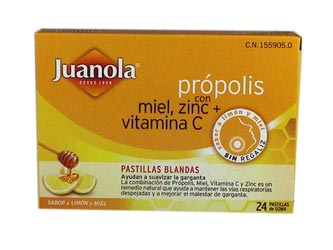 C.N. 155905.0
Juanola
DESDE 1906
própolis
con
miel, zinc +
vitamina C
sabor a limón y miel
SIN REGALIZ
PASTILLAS BLANDAS
Ayudan a suavizar la garganta
La combinación de Própolis, Miel, Vitamina C y Zinc es un
remedio natural que ayuda a mantener las vías respiratorias
despejadas y a mejorar el malestar de garganta.
SABOR A LIMÓN Y MIEL
24 PASTILLAS
de GOMA